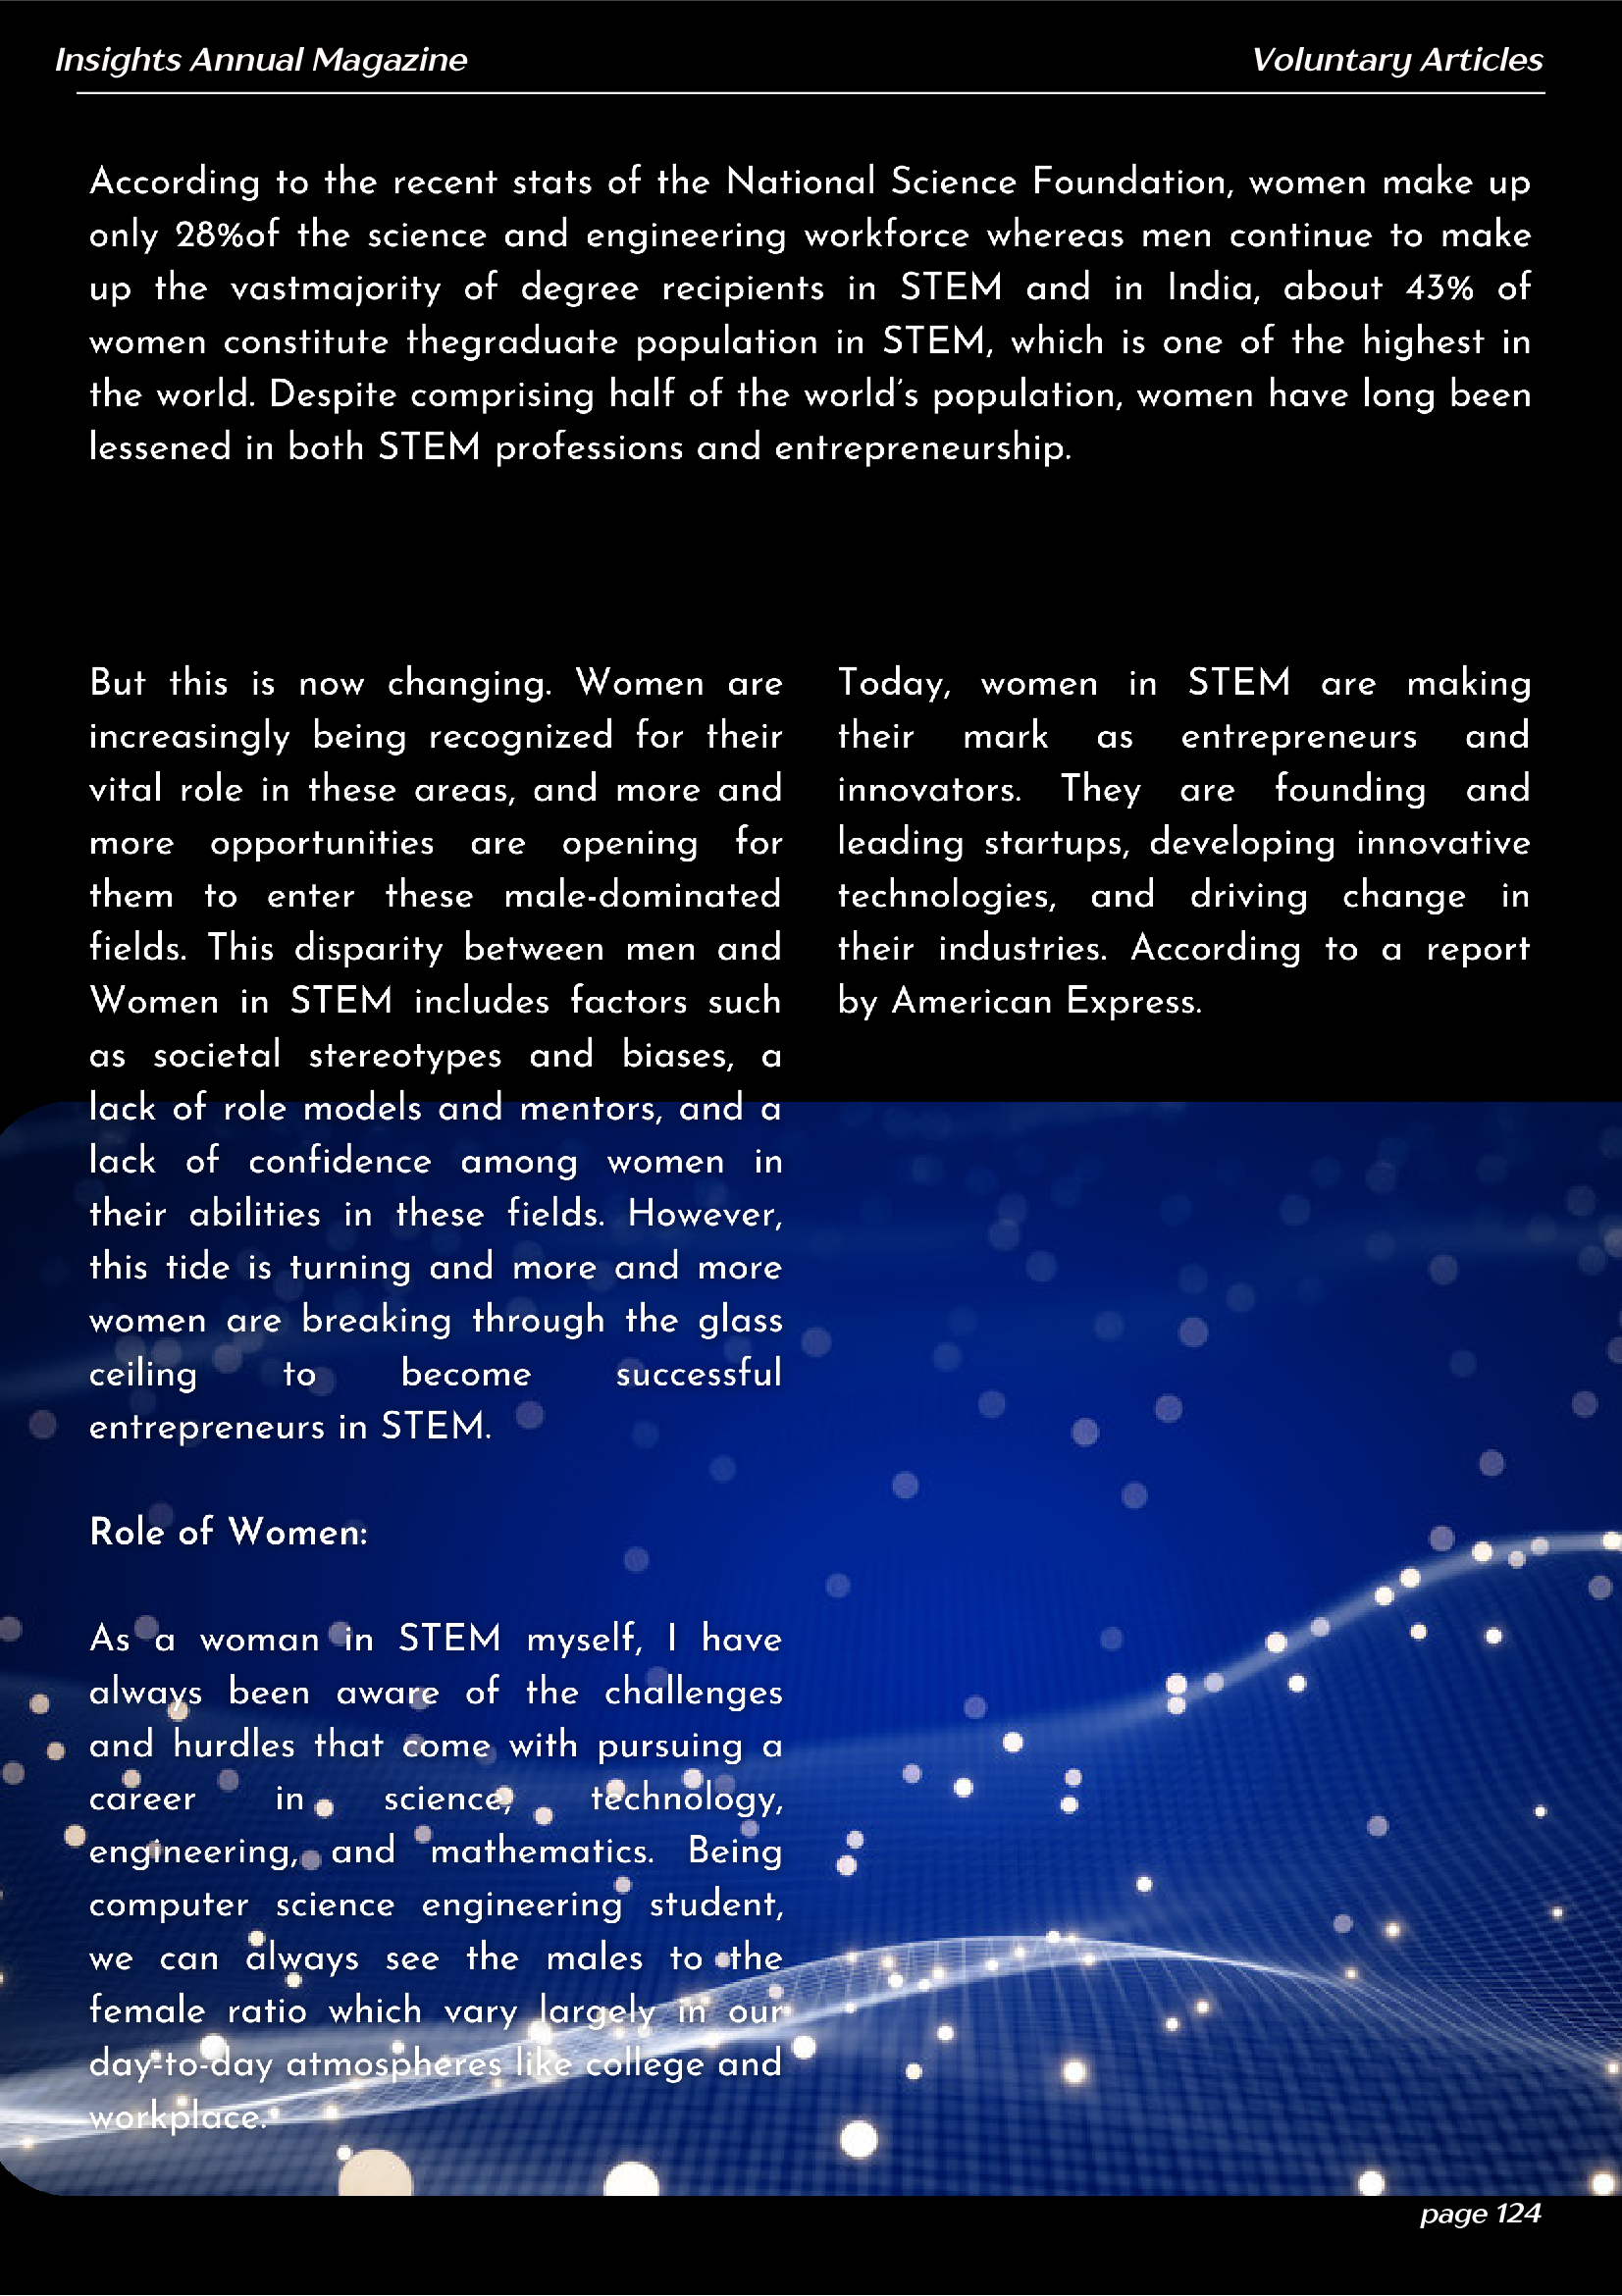 Insights Annual Magazine
Voluntary Articles
According to the recent stats of the National Science Foundation, women make up
only 28%of the science and engineering workforce whereas men continue to make
up the vastmajority of degree recipients in STEM and in India, about 43% of
women constitute thegraduate population in STEM, which is one of the highest in
the world. Despite comprising half of the world's population, women have long been
lessened in both STEM professions and entrepreneurship.
But this is now changing. Women are
increasingly being recognized for their
vital role in these areas, and more and
more opportunities are opening for
them to enter these male-dominated
fields. This disparity between men and
Women in STEM includes factors such
as societal stereotypes and biases, a
lack of role models and mentors, and a
lack of confidence among women in
their abilities in these fields. However,
this tide is turning and more and more
women are breaking through the glass
ceiling to become successful
entrepreneurs in STEM.
Role of Women:
As a woman in STEM myself, I have
always been aware of the challenges
and hurdles that come with pursuing a
career in science, technology,
engineering, and mathematics. Being
computer science engineering student,
we can always see the males to the
female ratio which vary largely in our
day-to-day atmospheres like college and
workplace.
Today, women in STEM are making
their mark as entrepreneurs and
innovators. They are founding and
leading startups, developing innovative
technologies, and driving change in
their industries. According to a report
by American Express.
page 124